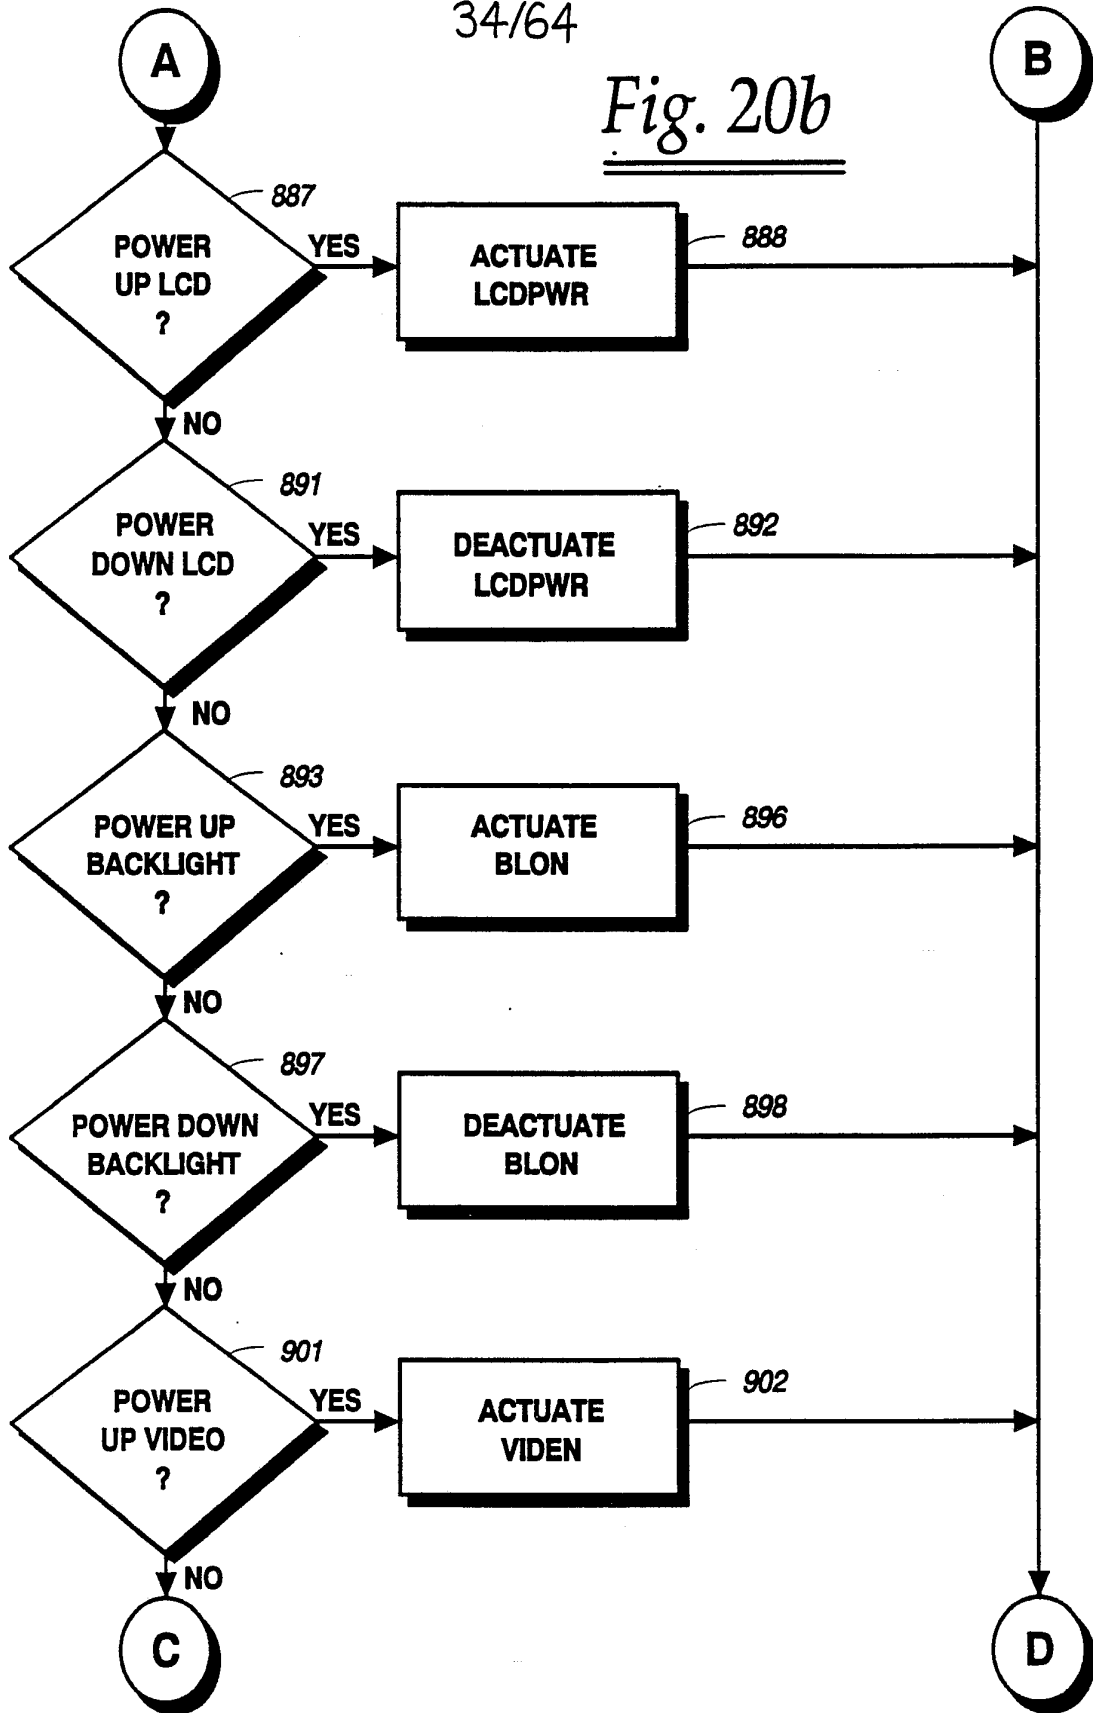 34/64
A
B
Fig. 20b
887
POWER
UP LCD
?
YES
ACTUATE
LCDPWR
888
NO
891
POWER
DOWN LCD
?
YES
DEACTUATE
LCDPWR
892
NO
893
POWER UP
BACKLIGHT
?
YES
ACTUATE
BLON
896
NO
897
POWER DOWN
BACKLIGHT
?
YES
DEACTUATE
BLON
898
NO
901
POWER
UP VIDEO
?
YES
ACTUATE
VIDEN
902
NO
C
D